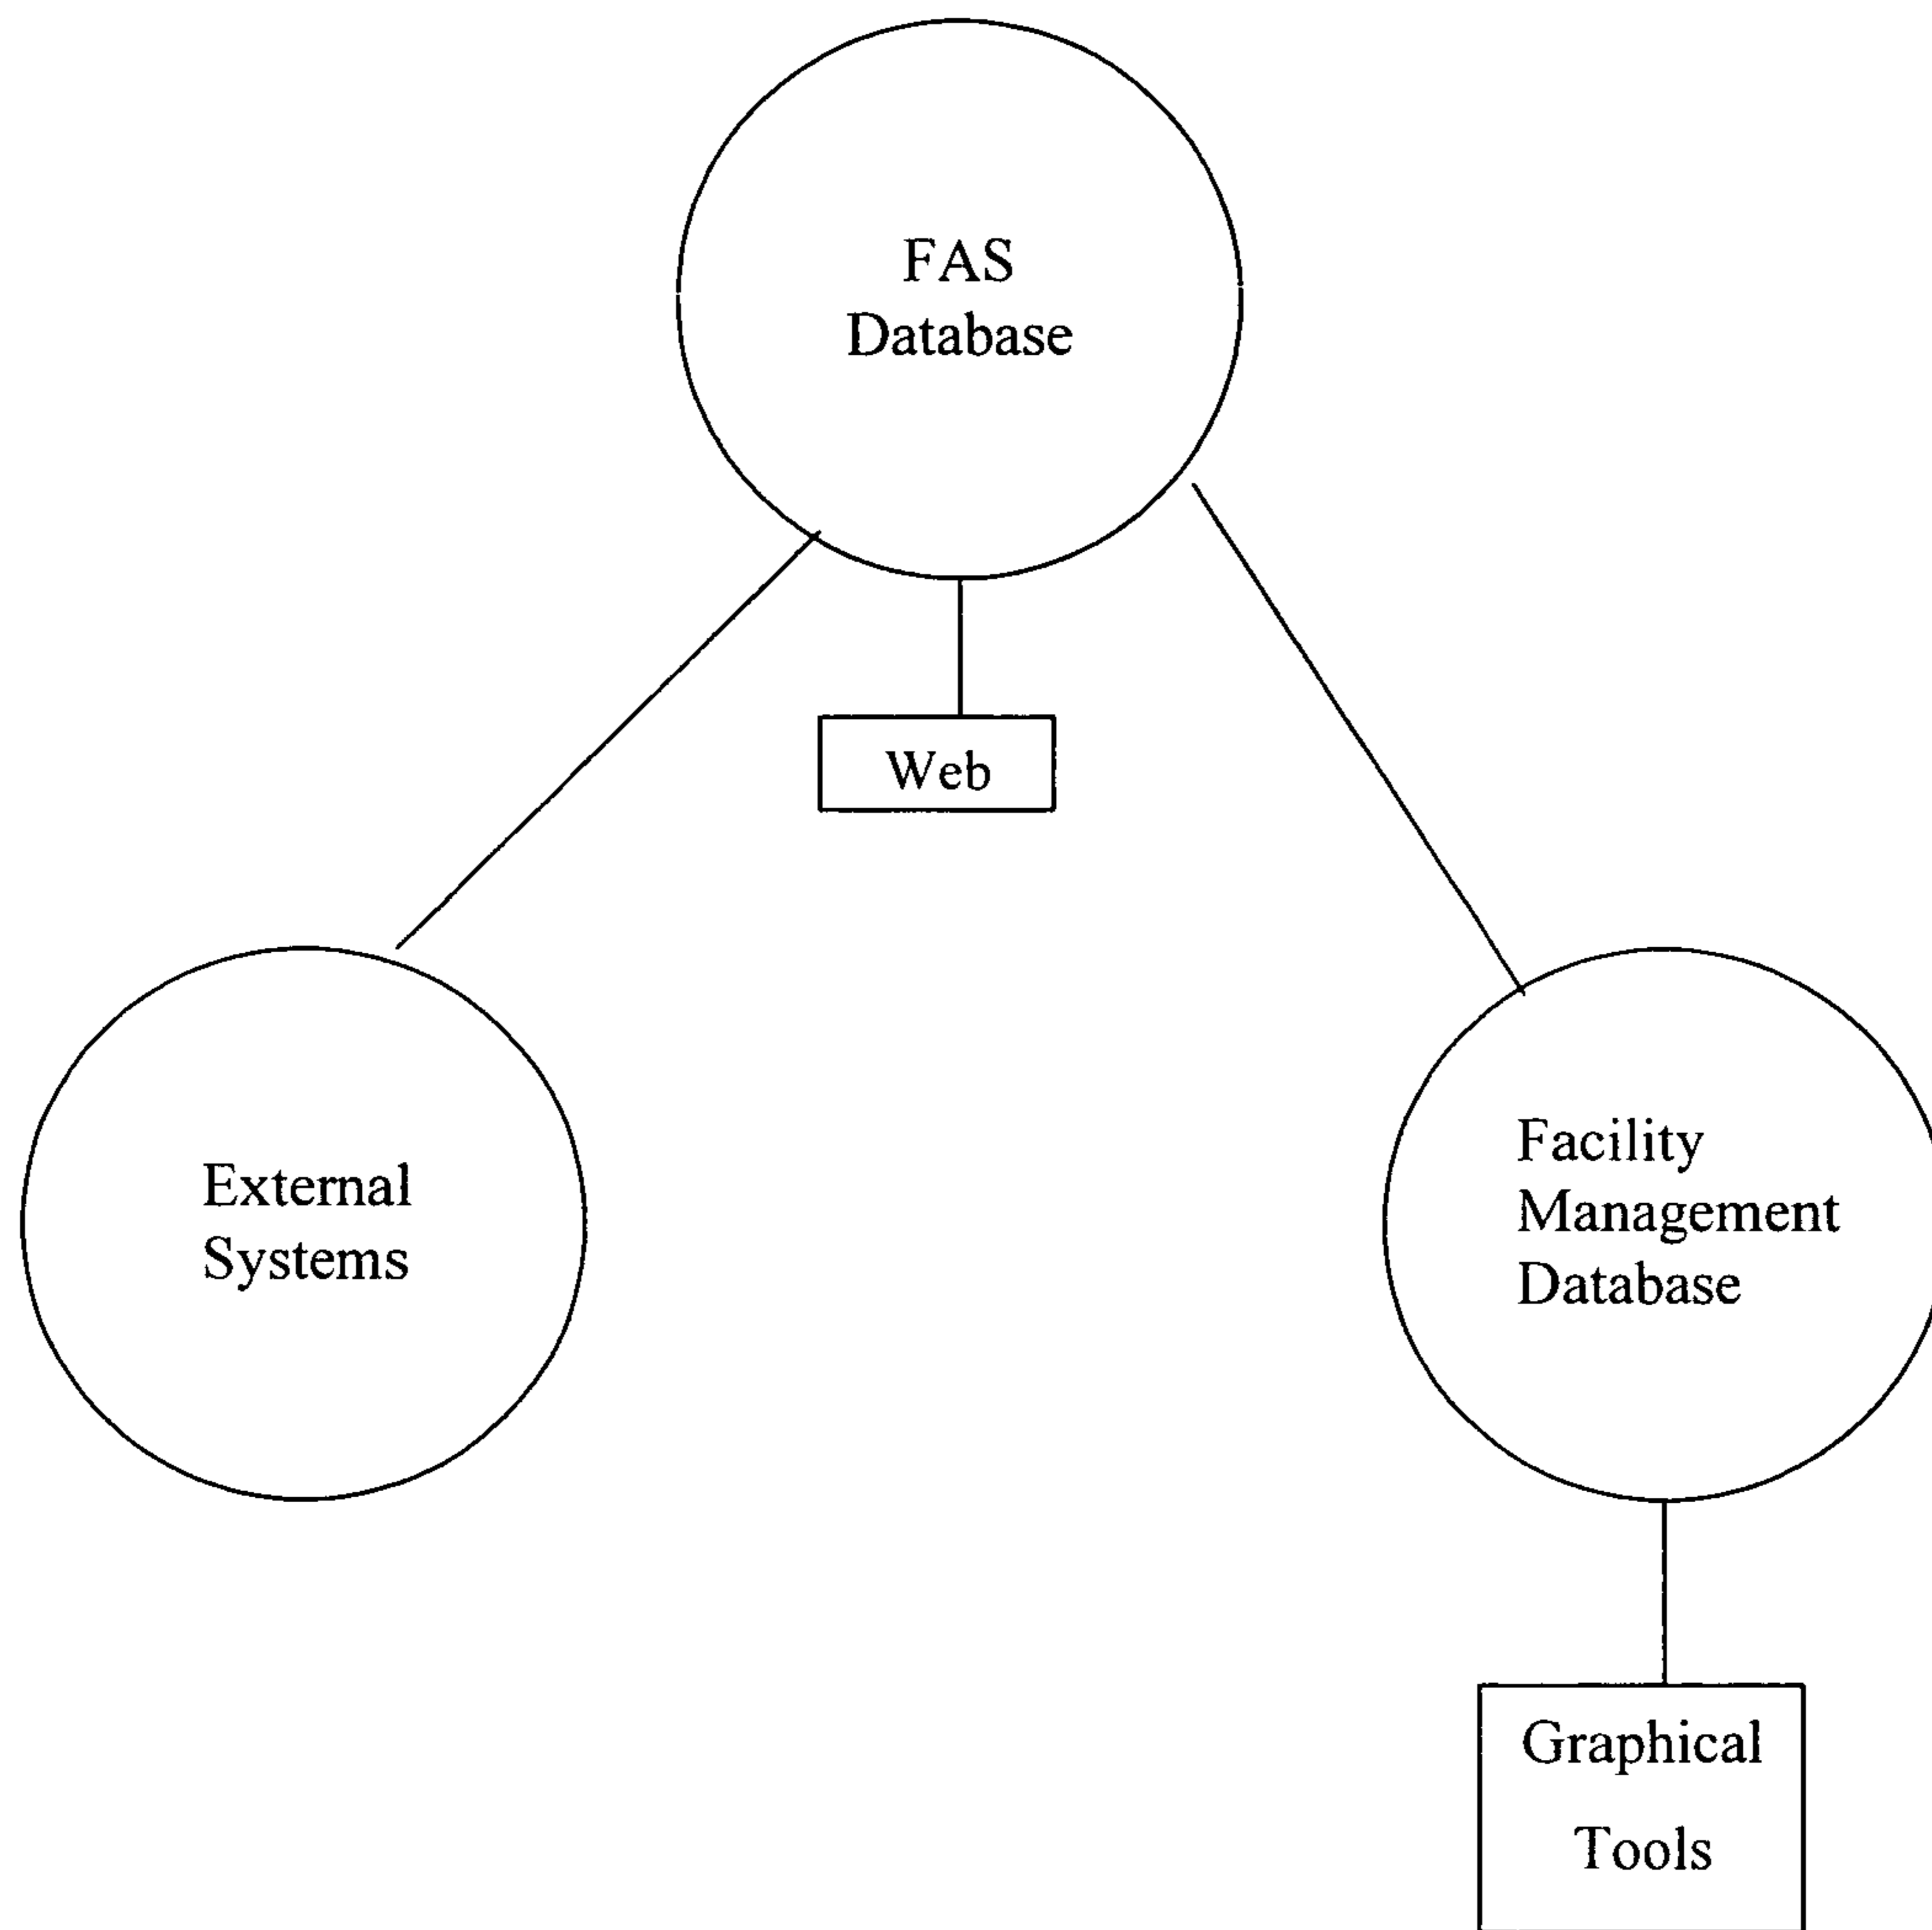 FAS
Database
Web
External
Systems
Facility
Management
Database
Graphical
Tools